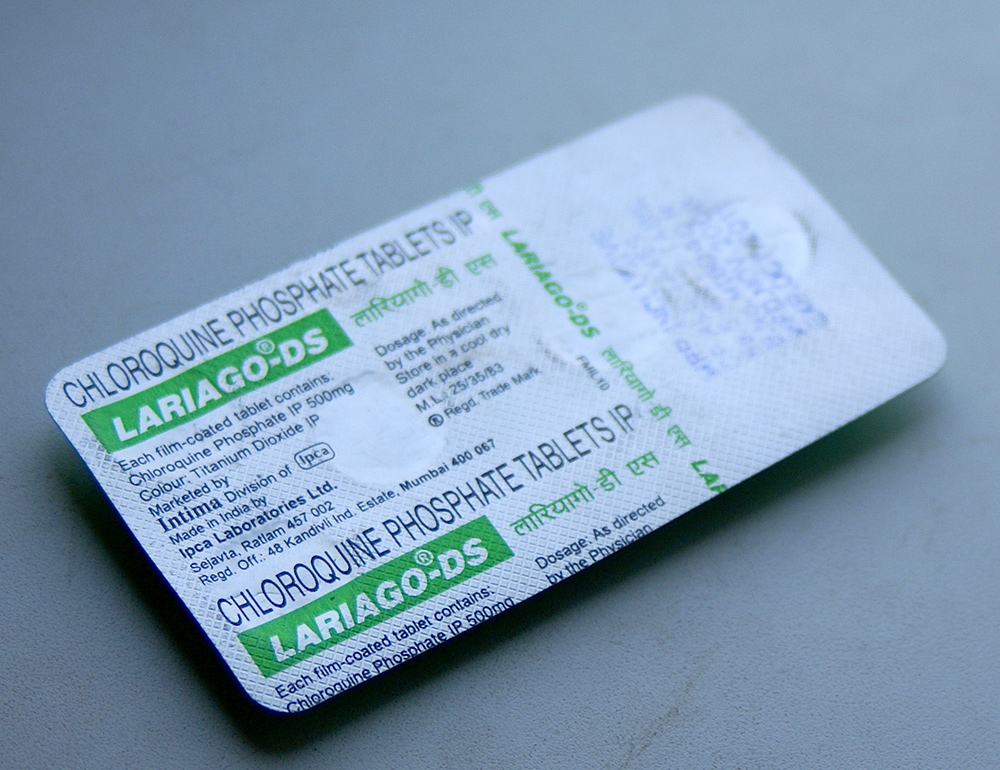 CHLOROQUINE PHOSPHATE TABLETS IP
LARIAGO®-DS
लारियागो डी एस
Each film-coated tablet contains:
Chloroquine Phosphate IP 500mg
Colour: Titanium Dioxide IP
Marketed by
Intima Division of Ipca
Made in India by
Ipca Laboratories Ltd.
Sejavta, Ratlam 457 002
Regd. Off.: 48 Kandivli Ind. Estate, Mumbai 400 067
Dosage: As directed
by the Physician
Store in a cool dry
dark place
M.L.: 25/35/83
® Regd. Trade Mark
CHLOROQUINE PHOSPHATE TABLETS IP
LARIAGO®-DS
लारियागो डी एस
Each film-coated tablet contains:
Chloroquine Phosphate IP 500mg
Dosage: As directed
by the Physician
एस
LARIAGO®-DS
लारियागो डी एस
LAR